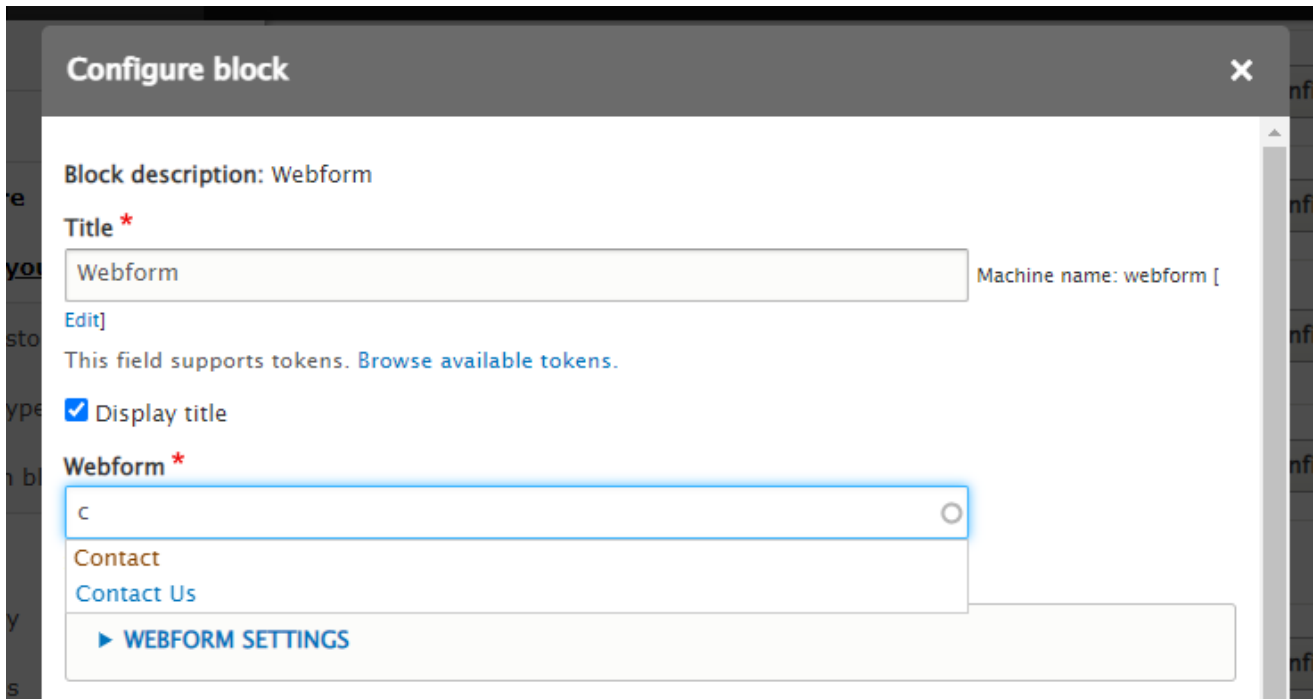 Configure block
Block description: Webform
Title *
Webform
Machine name: webform [
Edit]
This field supports tokens. Browse available tokens.
Display title
Webform *
c
Contact
Contact Us
WEBFORM SETTINGS